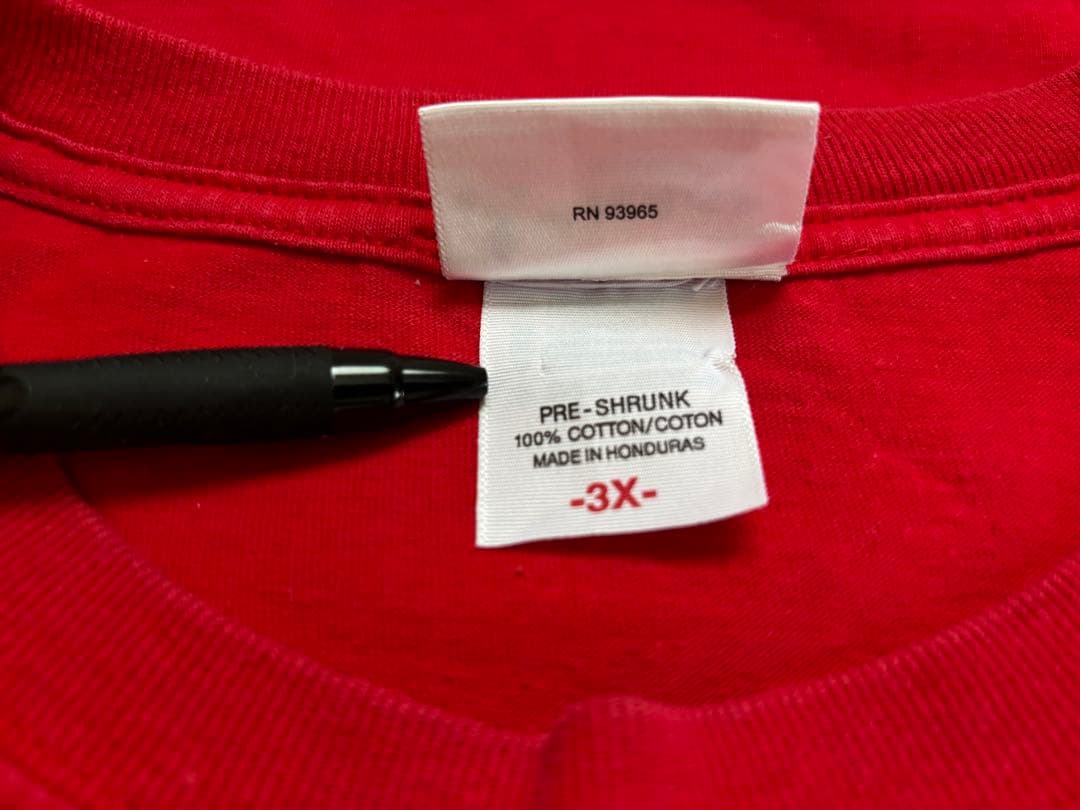 RN 93965
PRE-SHRUNK
100% COTTON/COTON
MADE IN HONDURAS
-3X-